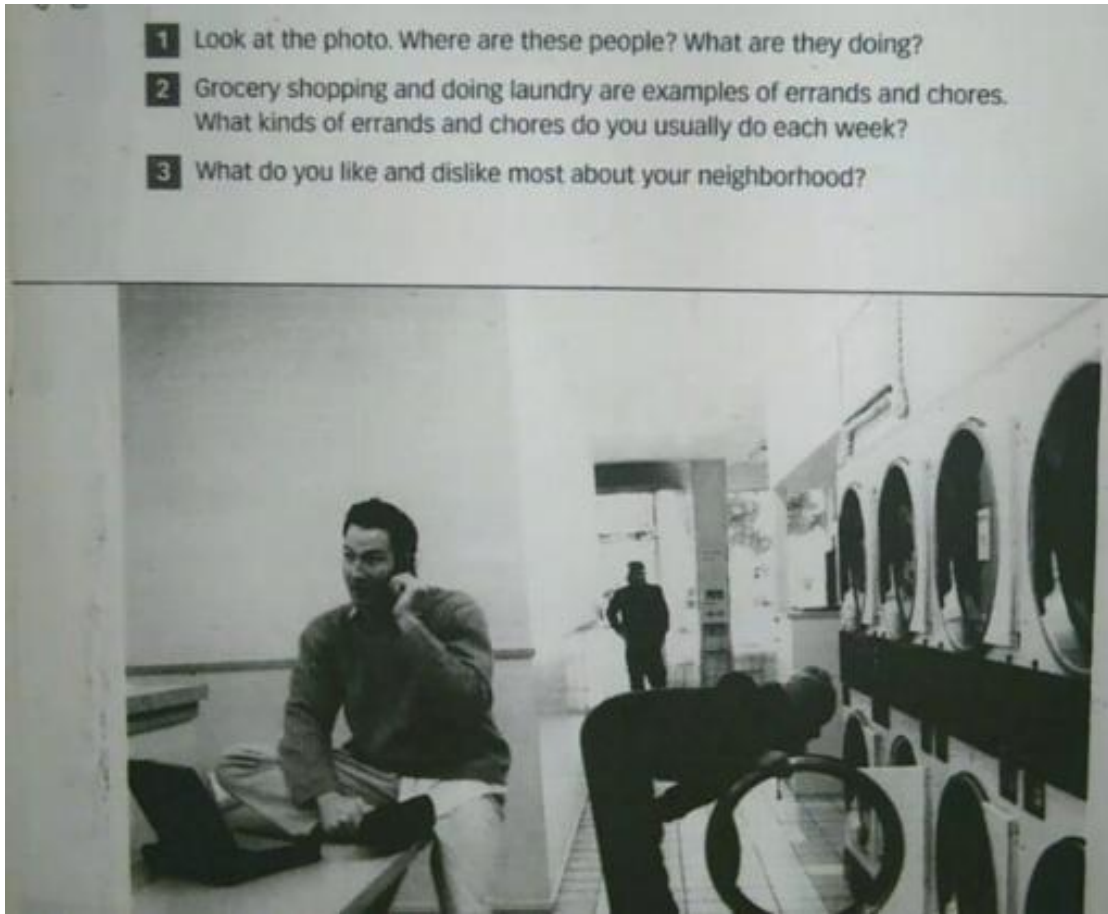 1 Look at the photo. Where are these people? What are they doing?
2 Grocery shopping and doing laundry are examples of errands and chores.
What kinds of errands and chores do you usually do each week?
3 What do you like and dislike most about your neighborhood?